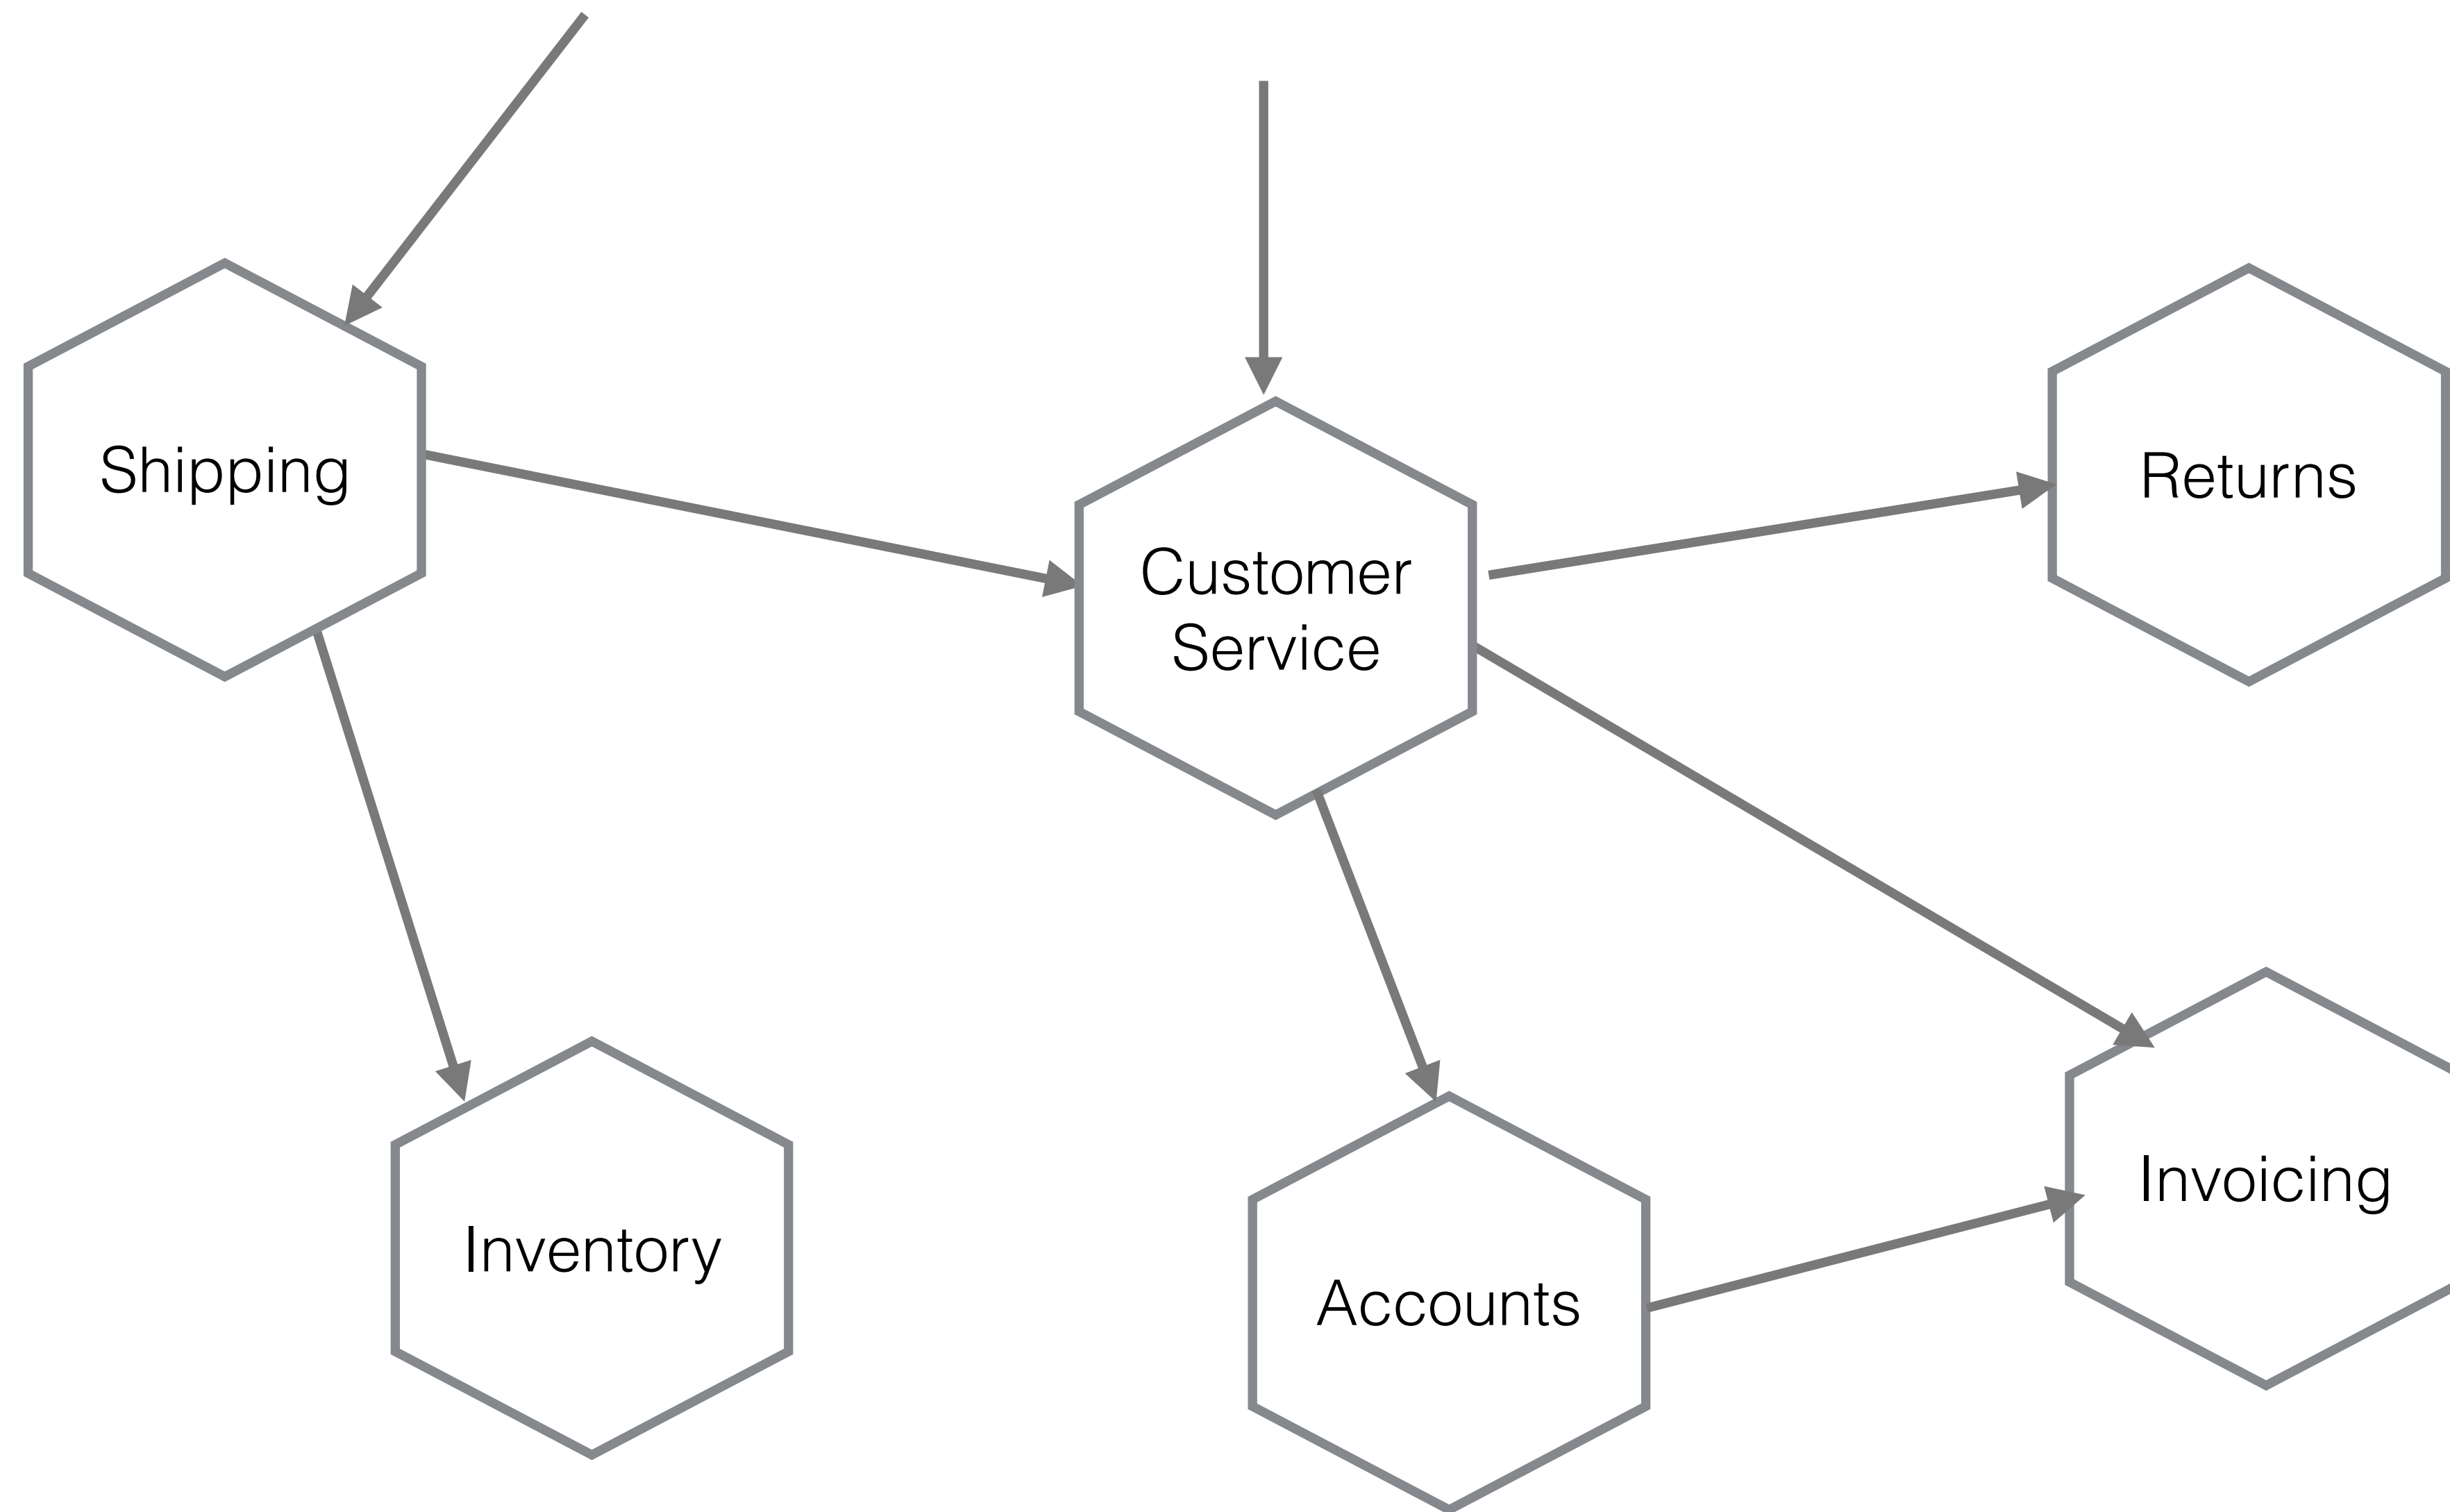 Shipping
Customer
Service
Returns
Inventory
Accounts
Invoicing